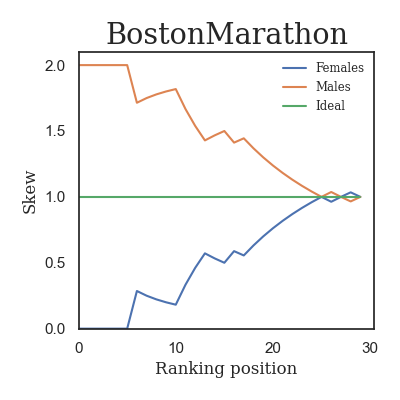 BostonMarathon
2.0
1.5
1.0
0.5
0.0
Skew
Females
Males
Ideal
0 10 20 30
Ranking position